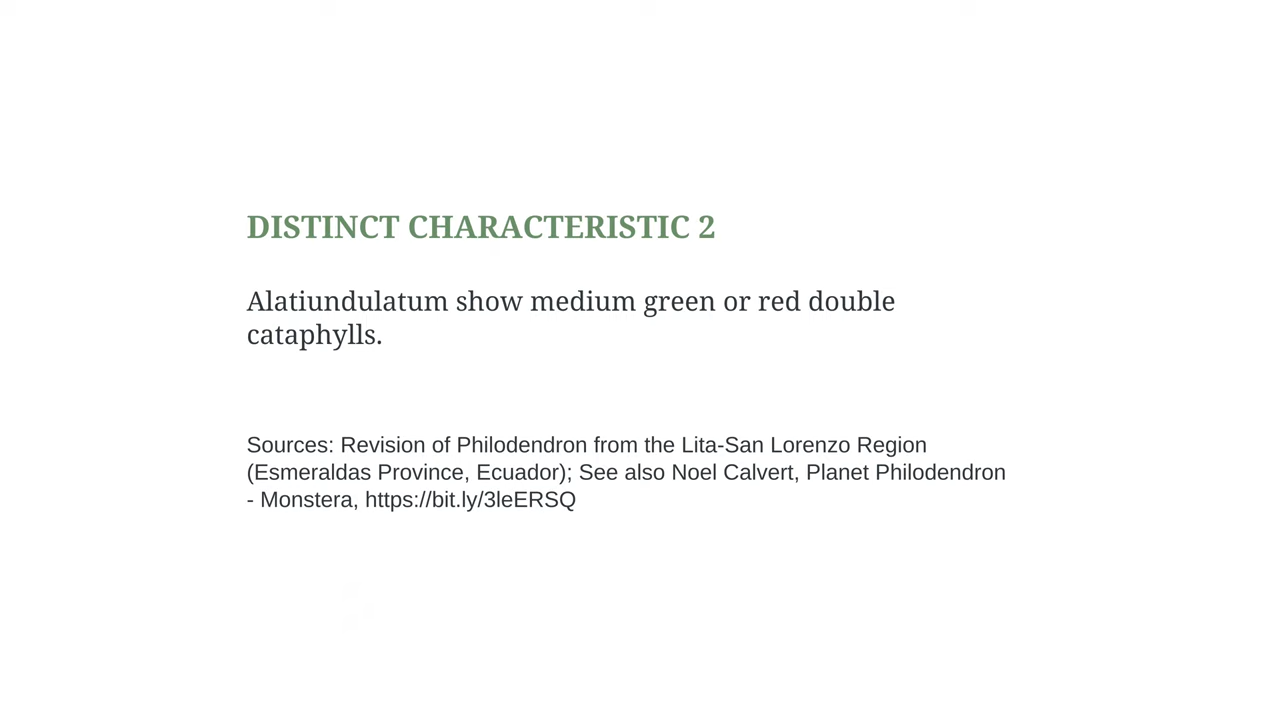 DISTINCT CHARACTERISTIC 2
Alatiundulatum show medium green or red double
cataphylls.
Sources: Revision of Philodendron from the Lita-San Lorenzo Region
(Esmeraldas Province, Ecuador); See also Noel Calvert, Planet Philodendron
- Monstera, https://bit.ly/3leERSQ